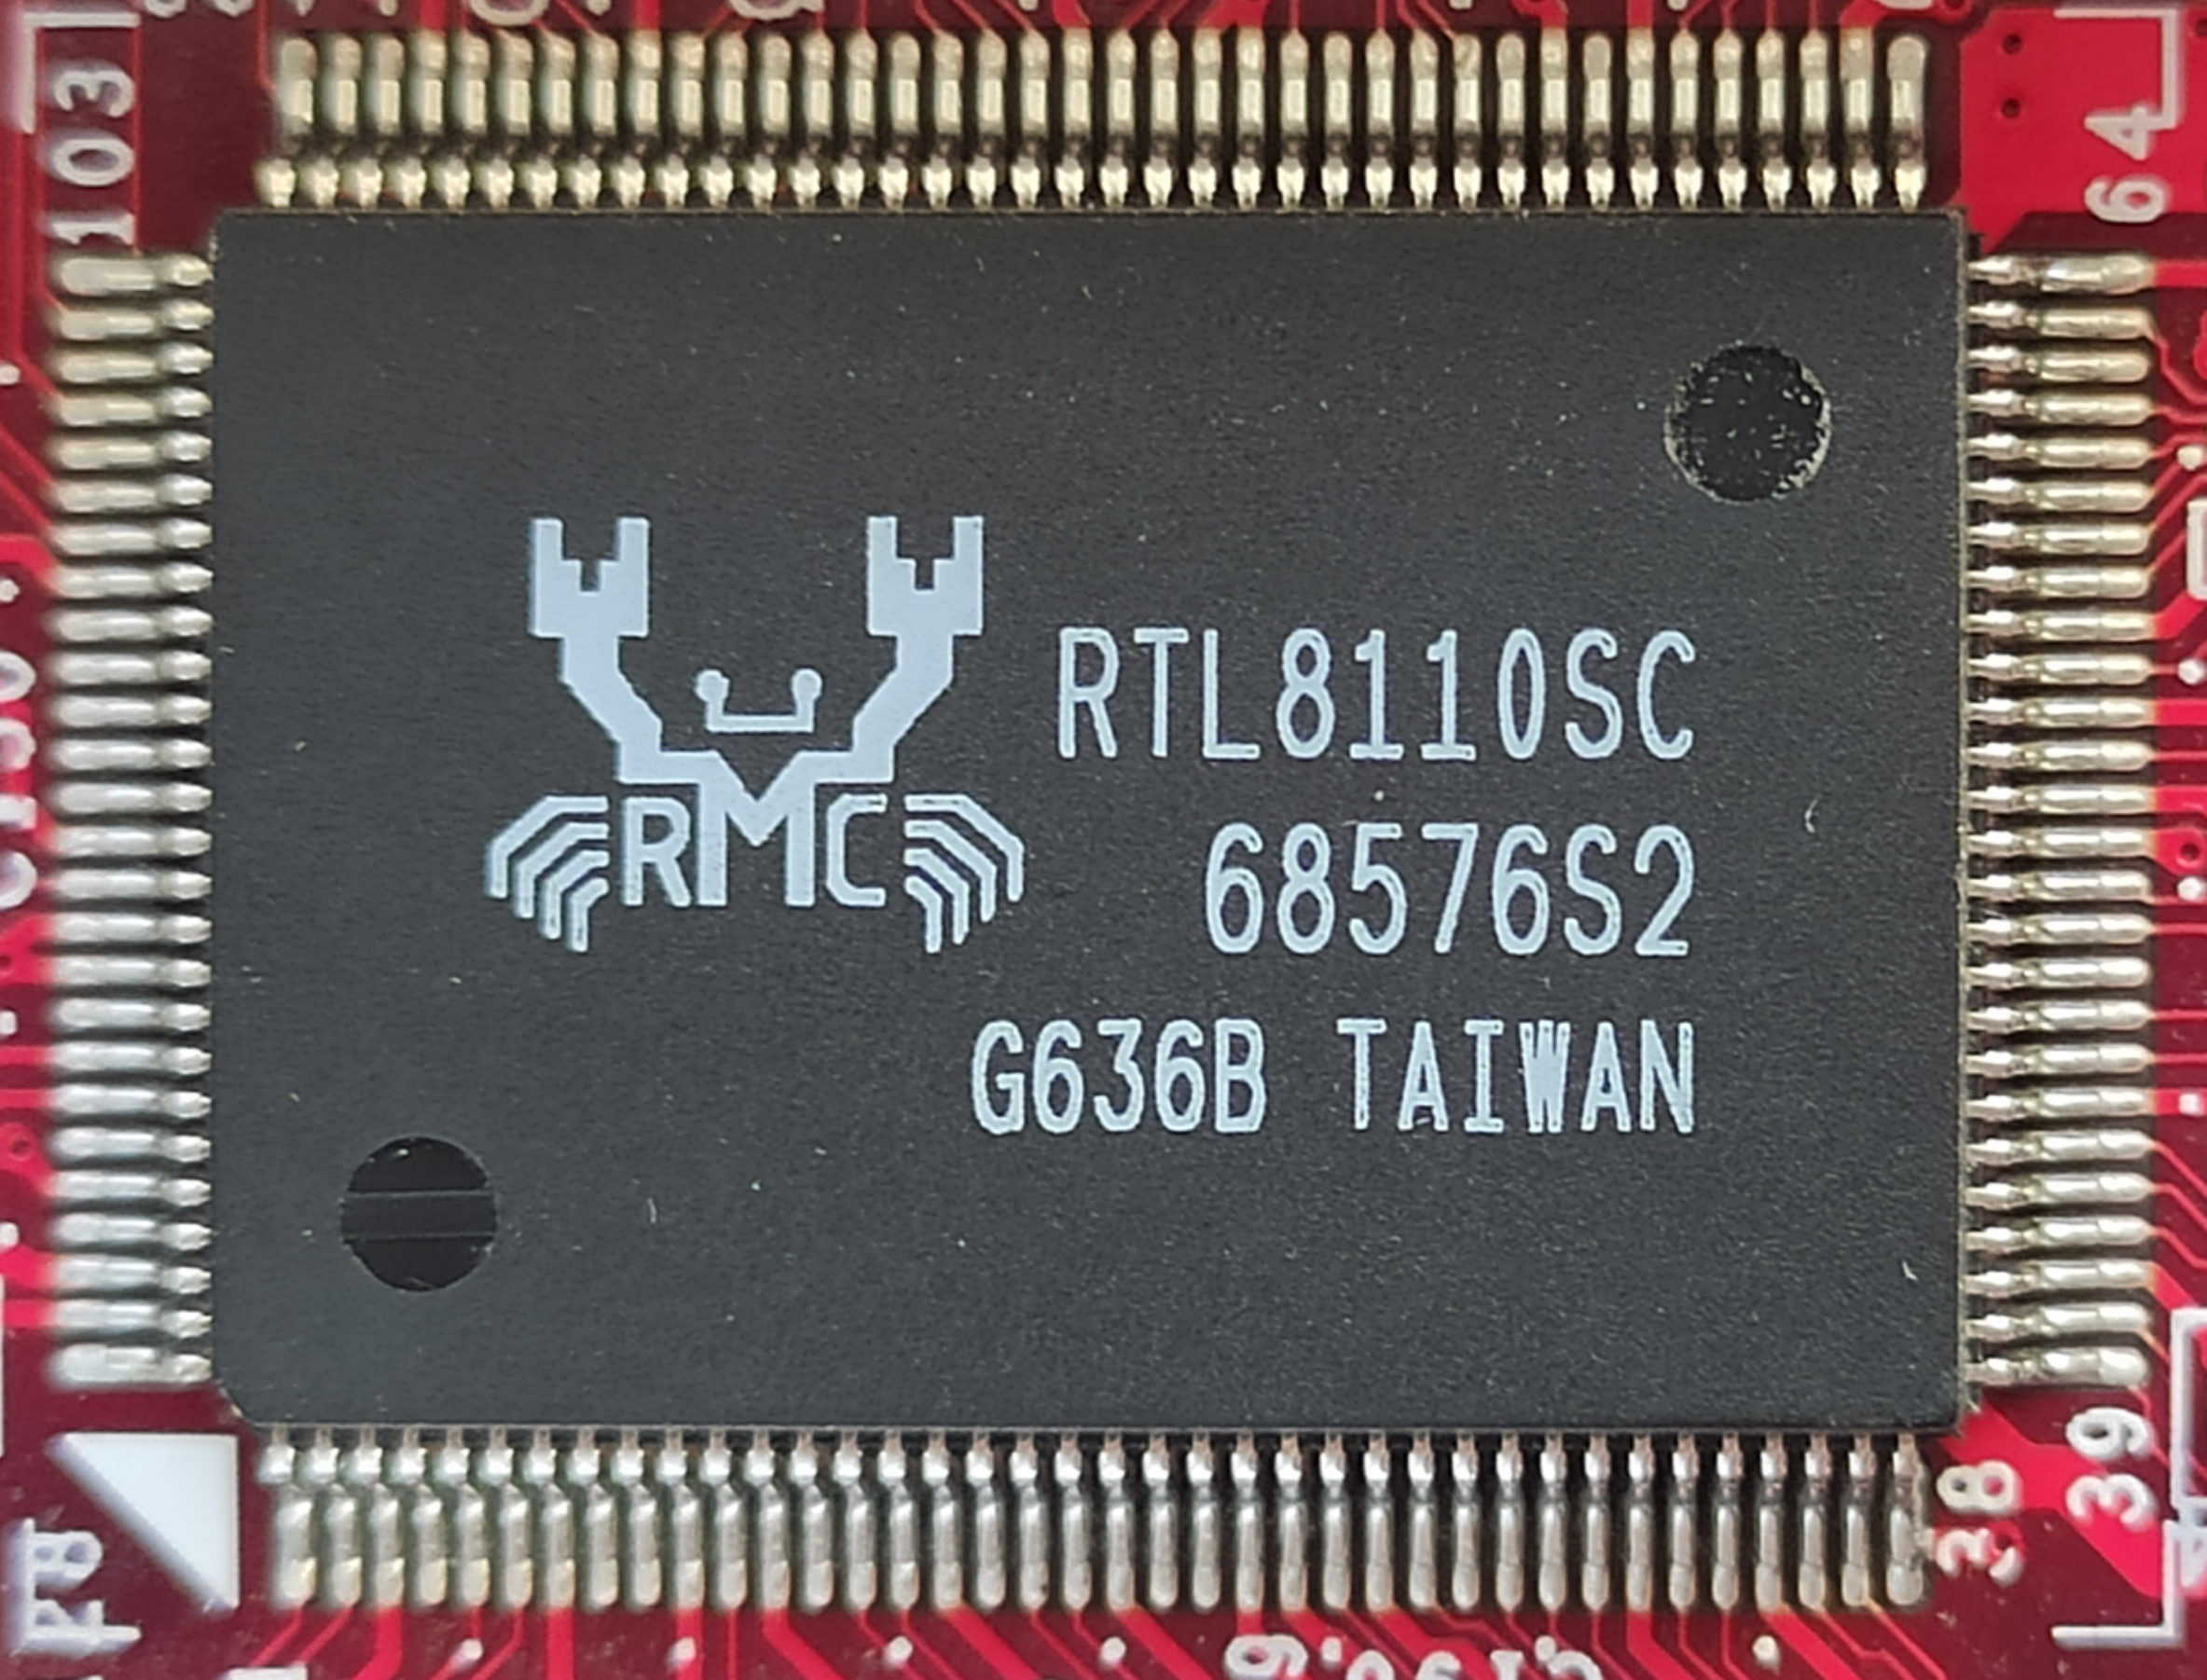 103
64
RTL8110SC
RMC
68576S2
G636B TAIWAN
39
38